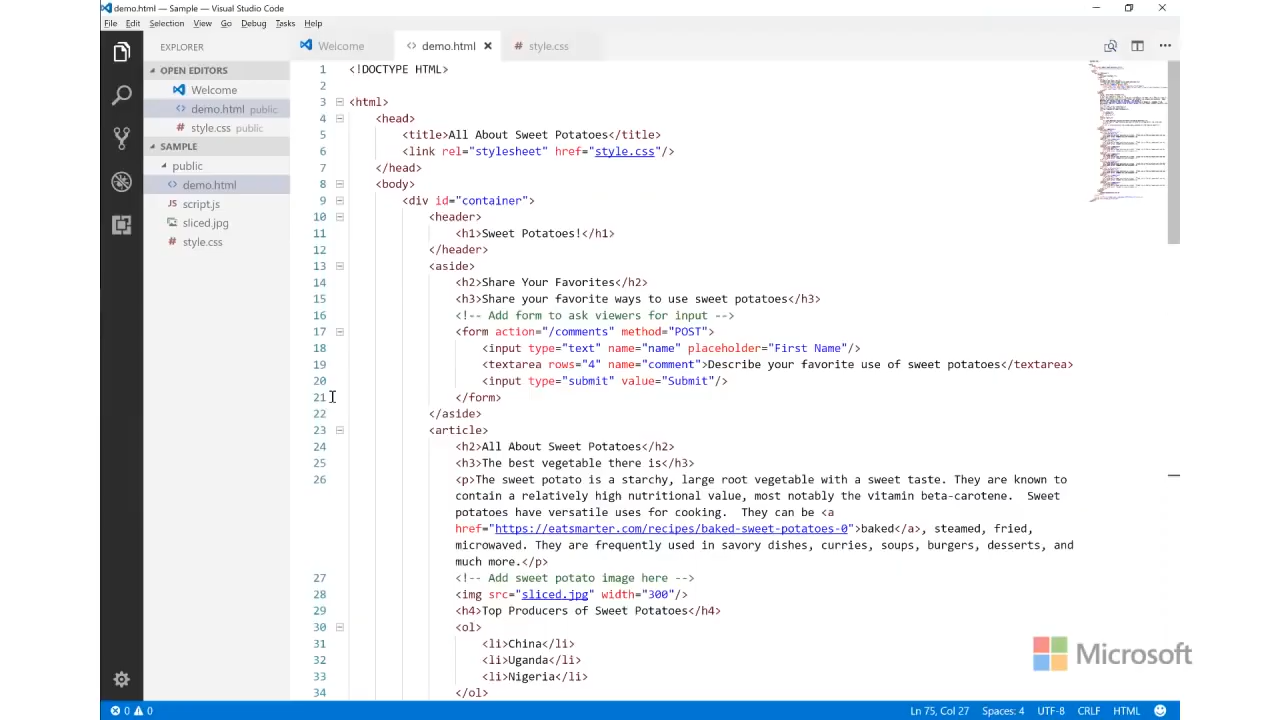 demo.html — Sample — Visual Studio Code
File Edit Selection View Go Debug Tasks Help
EXPLORER
OPEN EDITORS
Welcome
demo.html public
style.css public
SAMPLE
public
demo.html
JS script.js
sliced.jpg
# style.css
Welcome <> demo.html # style.css
1 <!DOCTYPE HTML>
2
3 <html>
4 <head>
5 <title>All About Sweet Potatoes</title>
6 <link rel="stylesheet" href="style.css"/>
7 </head>
8 <body>
9 <div id="container">
10 <header>
11 <h1>Sweet Potatoes!</h1>
12 </header>
13 <aside>
14 <h2>Share Your Favorites</h2>
15 <h3>Share your favorite ways to use sweet potatoes</h3>
16 <!-- Add form to ask viewers for input -->
17 <form action="/comments" method="POST">
18 <input type="text" name="name" placeholder="First Name"/>
19 <textarea rows="4" name="comment">Describe your favorite use of sweet potatoes</textarea>
20 <input type="submit" value="Submit"/>
21 </form>
22 </aside>
23 <article>
24 <h2>All About Sweet Potatoes</h2>
25 <h3>The best vegetable there is</h3>
26 <p>The sweet potato is a starchy, large root vegetable with a sweet taste. They are known to
contain a relatively high nutritional value, most notably the vitamin beta-carotene.  Sweet
potatoes have versatile uses for cooking.  They can be <a
href="https://eatsmarter.com/recipes/baked-sweet-potatoes-0">baked</a>, steamed, fried,
microwaved. They are frequently used in savory dishes, curries, soups, burgers, desserts, and
much more.</p>
27 <!-- Add sweet potato image here -->
28 <img src="sliced.jpg" width="300"/>
29 <h4>Top Producers of Sweet Potatoes</h4>
30 <ol>
31 <li>China</li>
32 <li>Uganda</li>
33 <li>Nigeria</li>
34 </ol>
Microsoft
0 0 Ln 75, Col 27 Spaces: 4 UTF-8 CRLF HTML